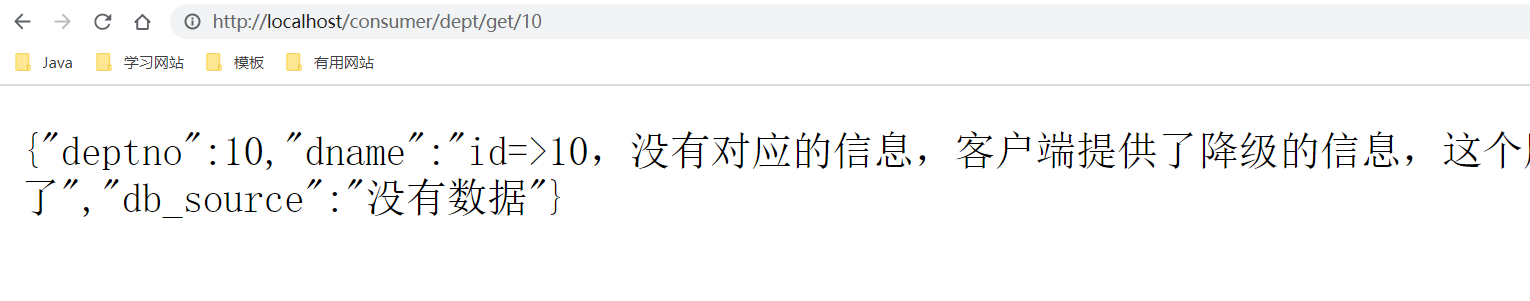 http://localhost/consumer/dept/get/10
Java 学习网站 模板 有用网站
{"deptno":10,"dname":"id=>10，没有对应的信息，客户端提供了降级的信息，这个
了","db_source":"没有数据"}